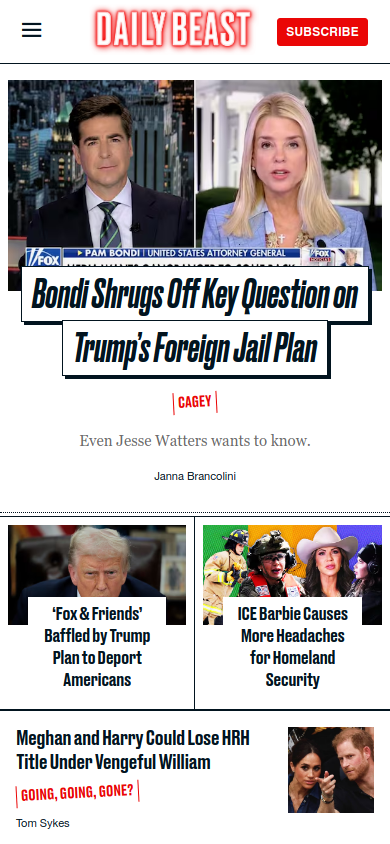 DAILY BEAST
SUBSCRIBE
FOX
PAM BONDI | UNITED STATES ATTORNEY GENERAL
Bondi Shrugs Off Key Question on
Trump's Foreign Jail Plan
CAGEY
Even Jesse Watters wants to know.
Janna Brancolini
'Fox & Friends'
Baffled by Trump
Plan to Deport
Americans
ICE Barbie Causes
More Headaches
for Homeland
Security
Meghan and Harry Could Lose HRH
Title Under Vengeful William
GOING, GOING, GONE?
Tom Sykes